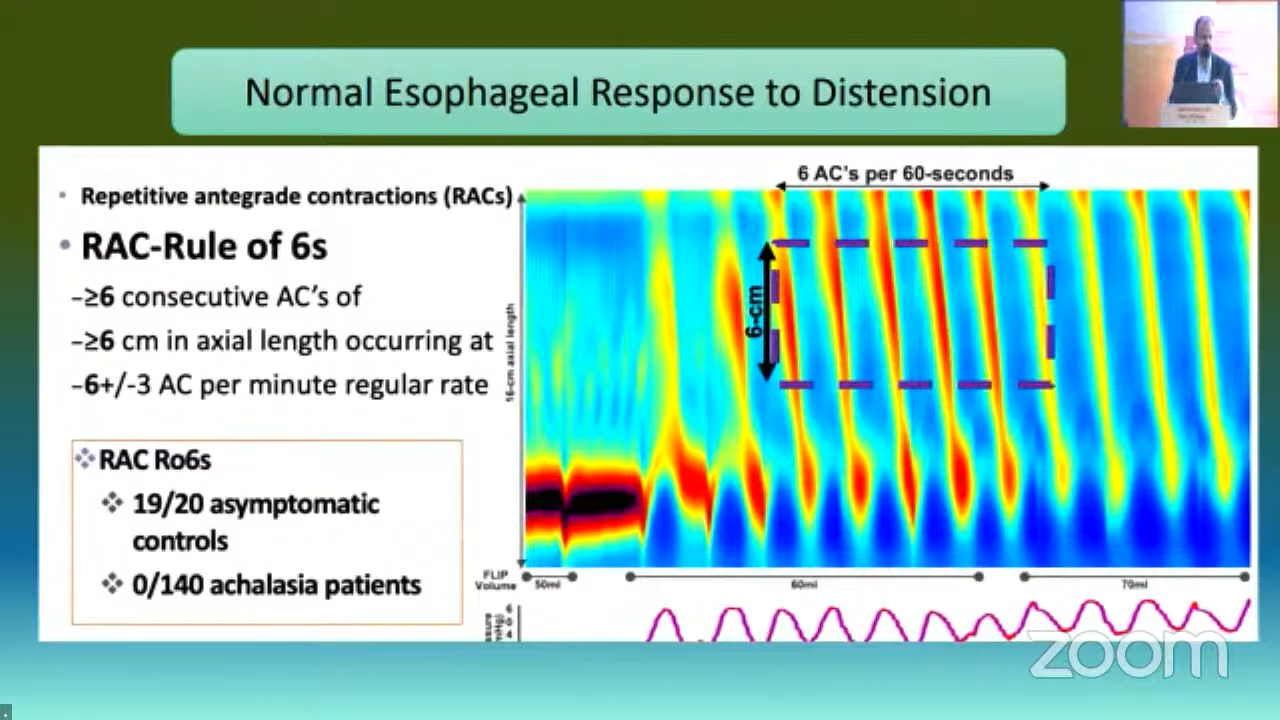 Normal Esophageal Response to Distension
• Repetitive antegrade contractions (RACs)
• RAC-Rule of 6s
-≥6 consecutive AC's of
-≥6 cm in axial length occurring at
-6+/-3 AC per minute regular rate
❖ RAC Ro6s
❖ 19/20 asymptomatic
controls
❖ 0/140 achalasia patients
6 AC's per 60-seconds
6-cm
16-cm axial length
FLIP
Volume
50ml
60ml
70ml
6
4
zoom